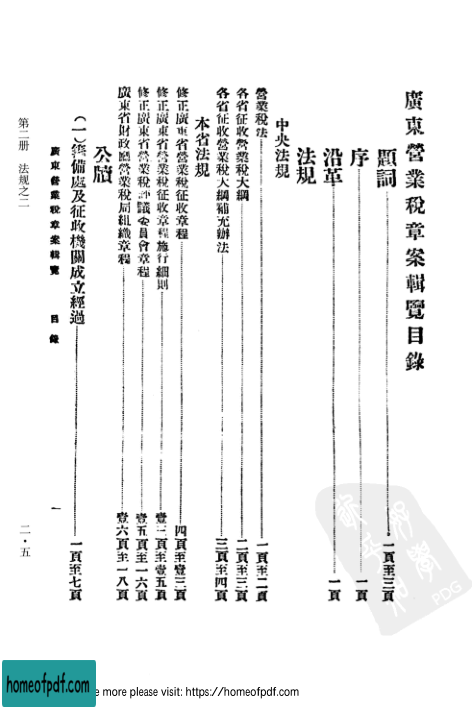 廣東營業稅章案輯覽目錄
題詞 一頁至三頁
序 一頁
沿革 一頁
法規
中央法規
營業稅法 一頁至二頁
各省征收營業稅大綱 二頁至三頁
各省征收營業稅大綱補充辦法 三頁至四頁
本省法規
修正廣東省營業稅征收章程 四頁至壹三頁
修正廣東省營業稅征收章程施行細則 壹三頁至壹五頁
修正廣東省營業稅評議委員會章程 壹五頁至一六頁
廣東省財政廳營業稅局組織章程 壹六頁至一八頁
公牘
(一)籌備處及征收機關成立經過 一頁至七頁
廣東營業稅章案輯覽 目錄 一
第二册 法規之二 二·五
PDG
homeofpdf.com
e more please visit: https://homeofpdf.com